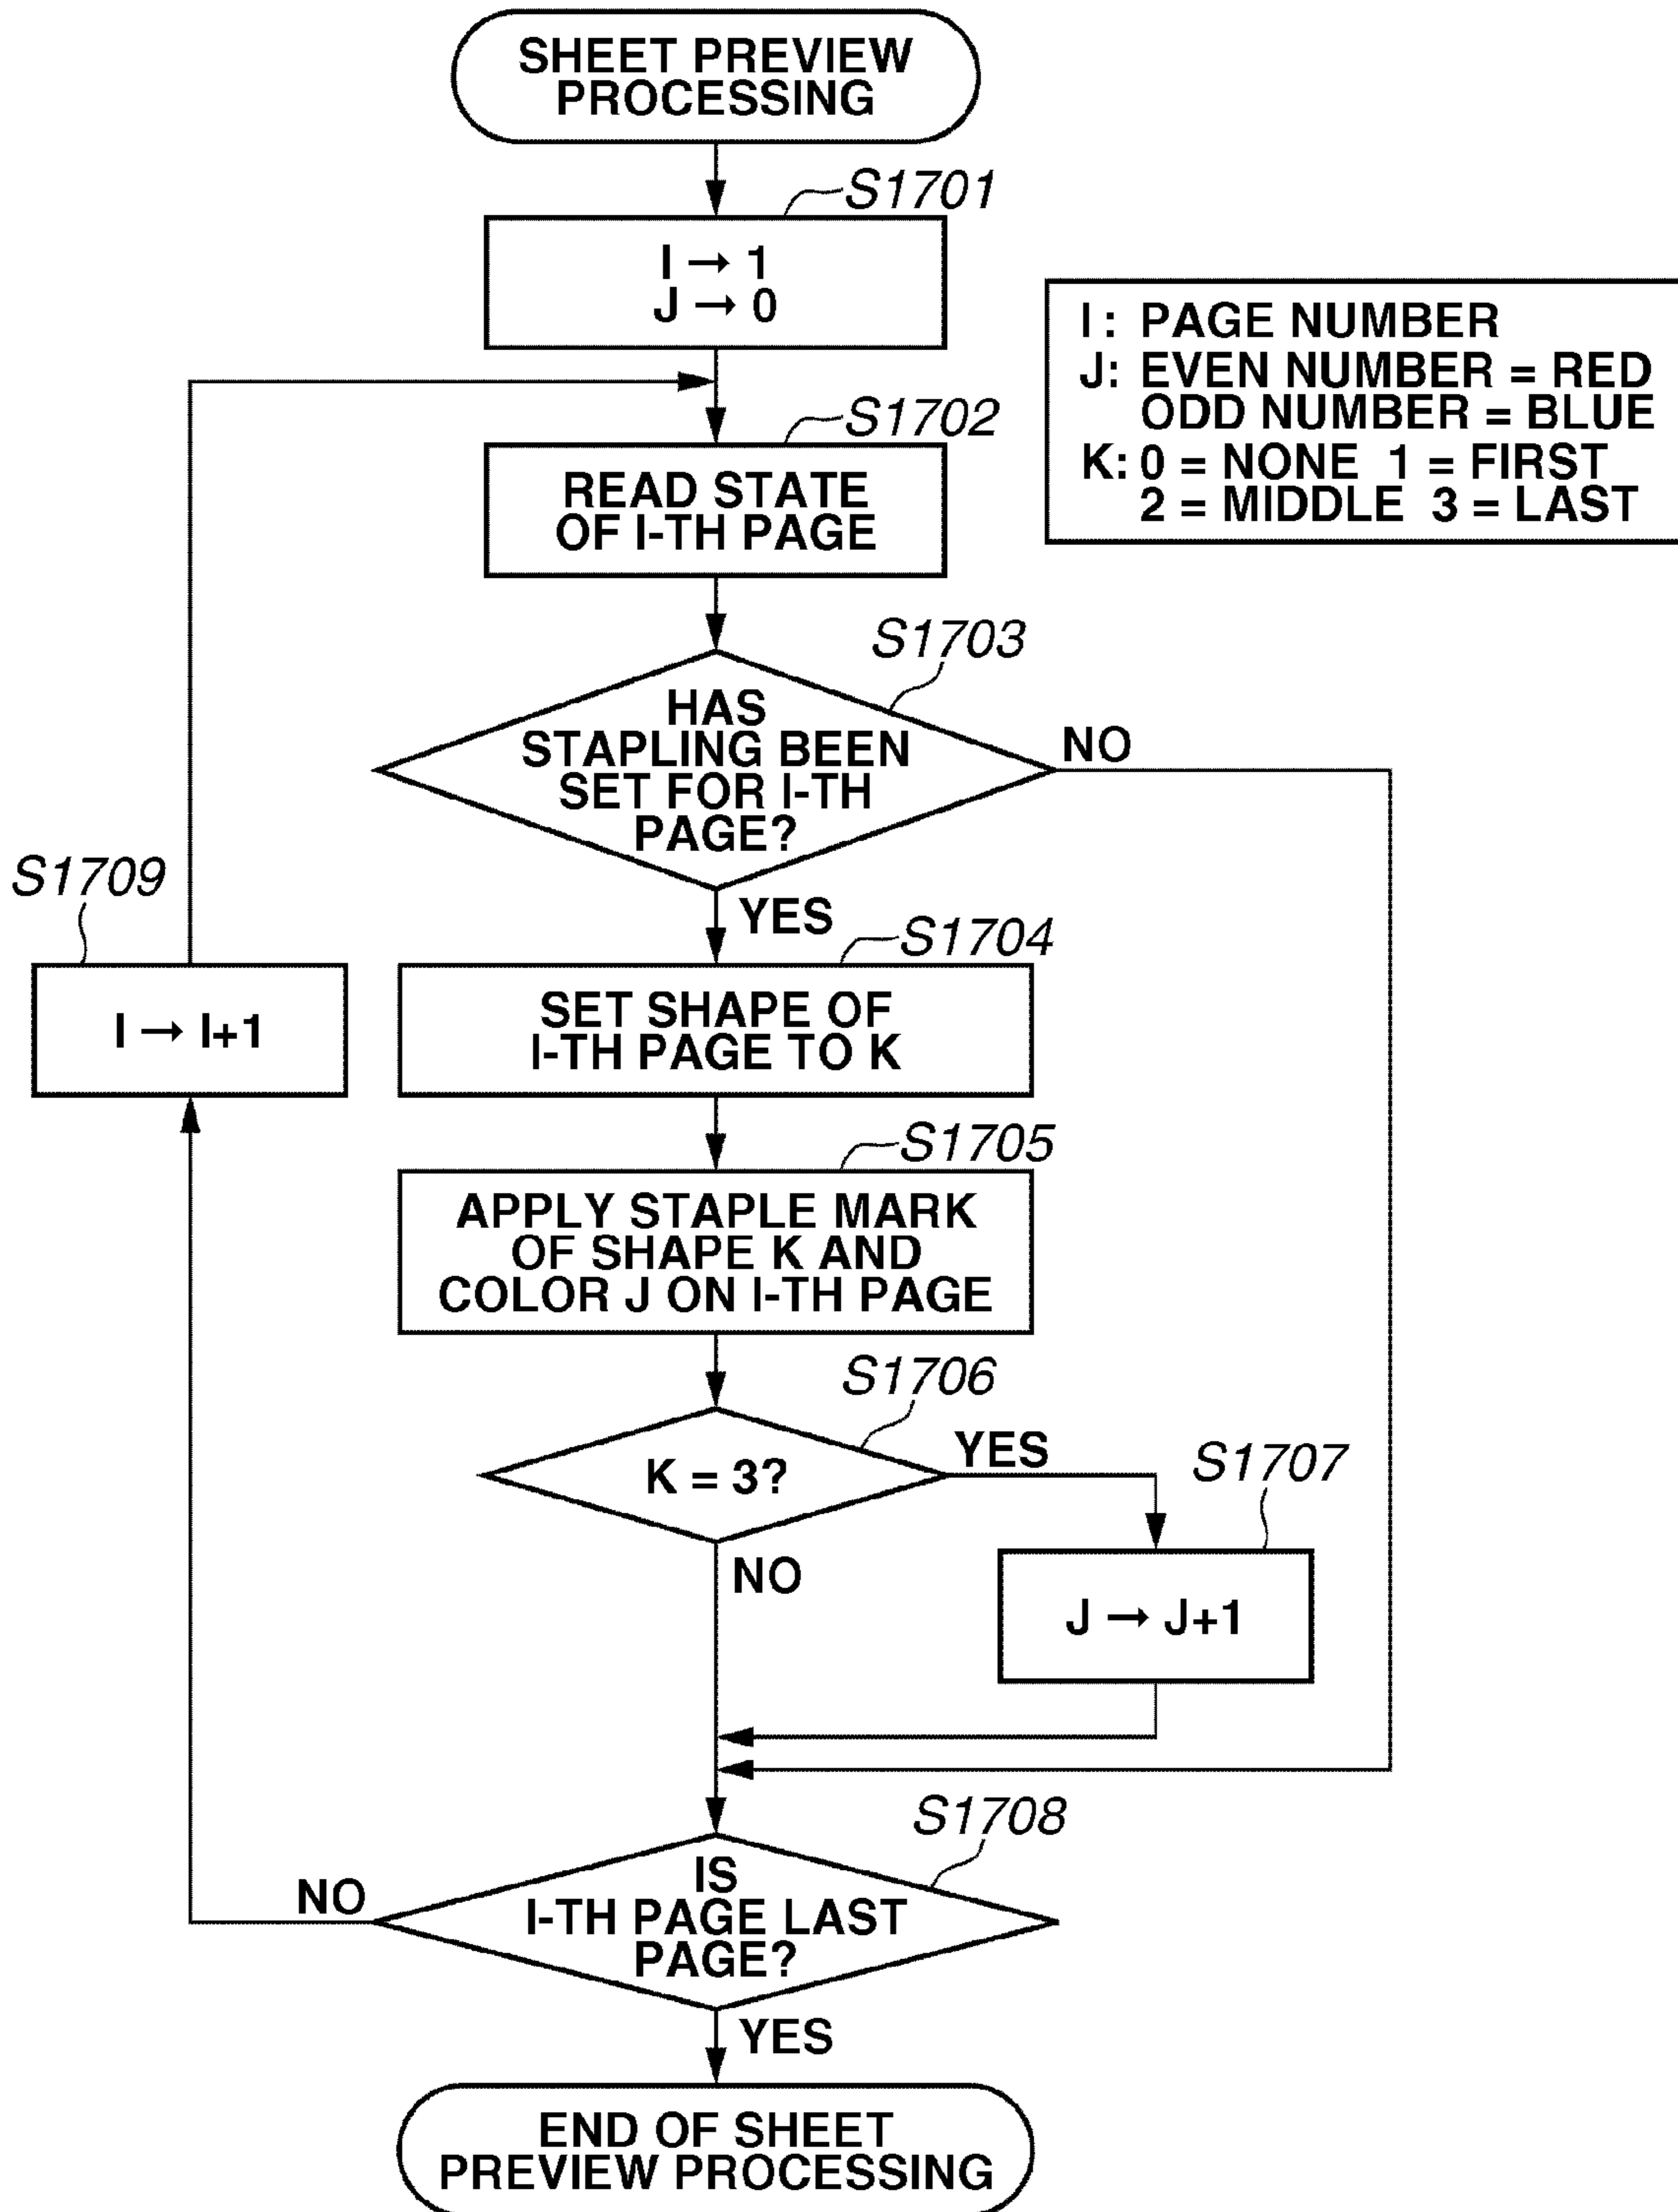 SHEET PREVIEW
PROCESSING
S1701
I → 1
J → 0
I : PAGE NUMBER
J: EVEN NUMBER = RED
ODD NUMBER = BLUE
K: 0 = NONE 1 = FIRST
2 = MIDDLE 3 = LAST
S1702
READ STATE
OF I-TH PAGE
S1703
HAS
STAPLING BEEN
SET FOR I-TH
PAGE?
NO
YES
S1709
I → I+1
S1704
SET SHAPE OF
I-TH PAGE TO K
S1705
APPLY STAPLE MARK
OF SHAPE K AND
COLOR J ON I-TH PAGE
S1706
K = 3?
YES
NO
S1707
J → J+1
S1708
IS
I-TH PAGE LAST
PAGE?
NO
YES
END OF SHEET
PREVIEW PROCESSING